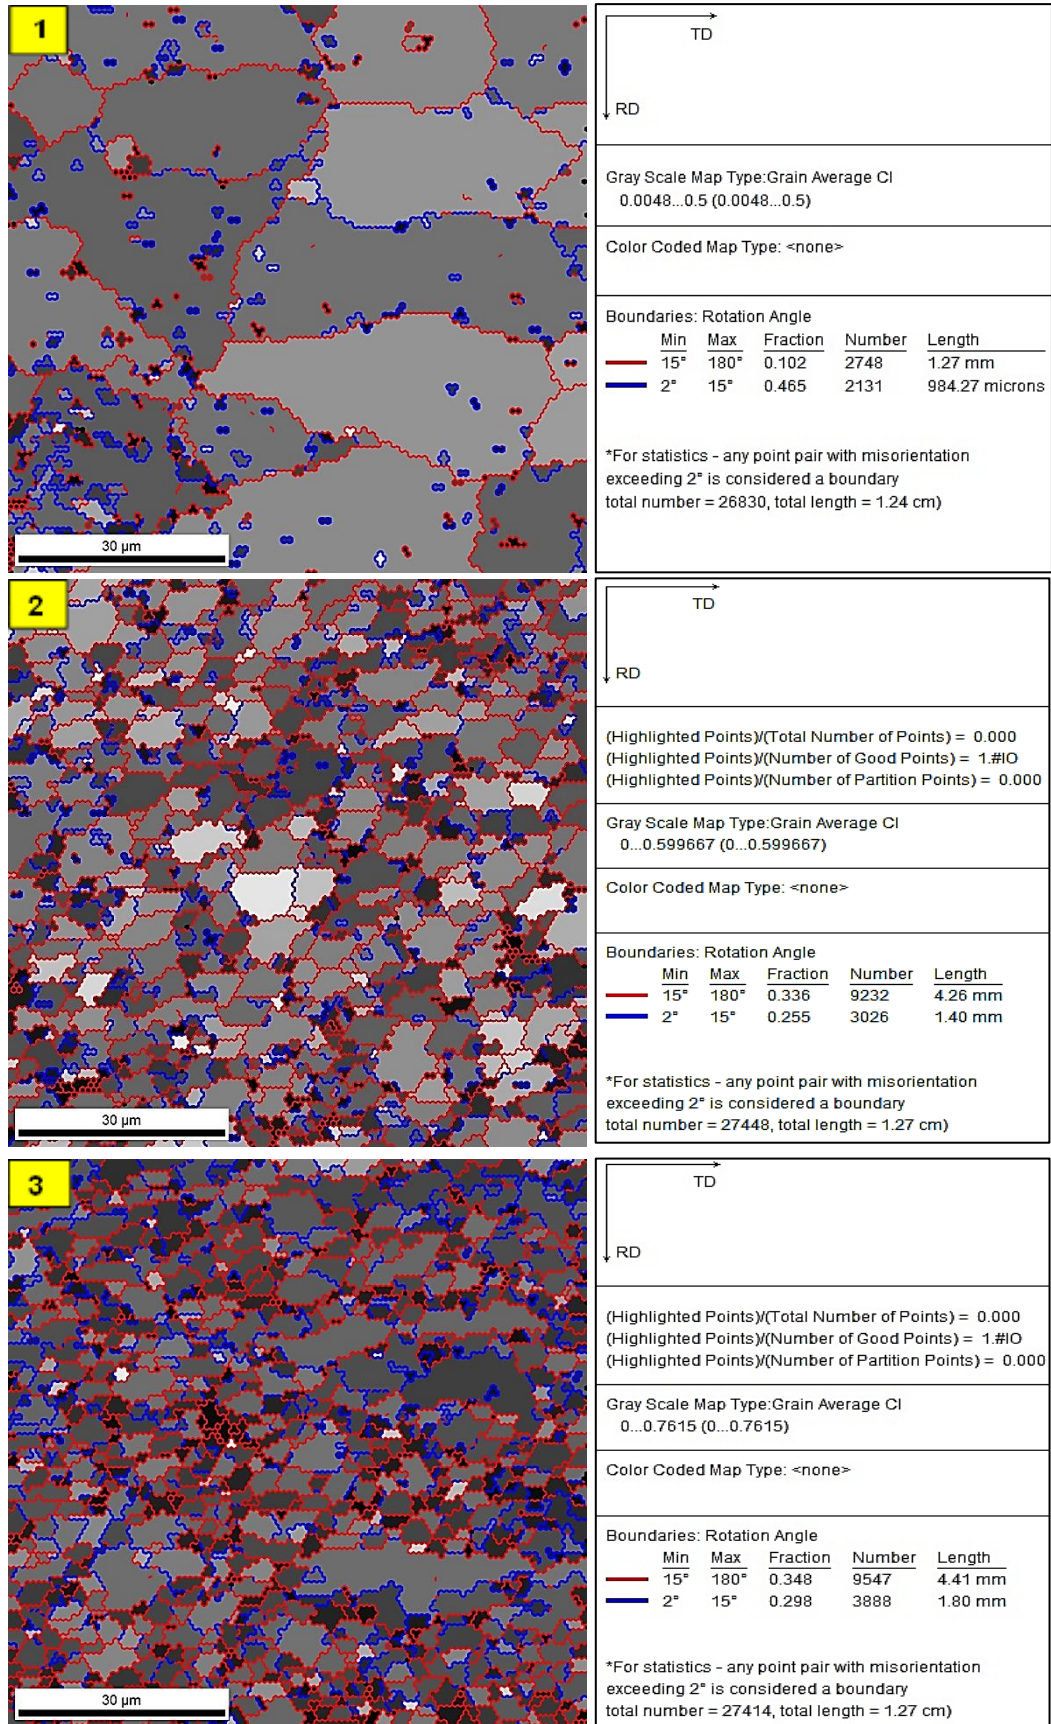 1
TD
RD
Gray Scale Map Type:Grain Average CI
0.0048...0.5 (0.0048...0.5)
Color Coded Map Type: <none>
Boundaries: Rotation Angle
Min Max Fraction Number Length
15° 180° 0.102 2748 1.27 mm
2° 15° 0.465 2131 984.27 microns
*For statistics - any point pair with misorientation
exceeding 2° is considered a boundary
total number = 26830, total length = 1.24 cm)
30 µm
2
TD
RD
(Highlighted Points)/(Total Number of Points) = 0.000
(Highlighted Points)/(Number of Good Points) = 1.#IO
(Highlighted Points)/(Number of Partition Points) = 0.000
Gray Scale Map Type:Grain Average CI
0...0.599667 (0...0.599667)
Color Coded Map Type: <none>
Boundaries: Rotation Angle
Min Max Fraction Number Length
15° 180° 0.336 9232 4.26 mm
2° 15° 0.255 3026 1.40 mm
*For statistics - any point pair with misorientation
exceeding 2° is considered a boundary
total number = 27448, total length = 1.27 cm)
30 µm
3
TD
RD
(Highlighted Points)/(Total Number of Points) = 0.000
(Highlighted Points)/(Number of Good Points) = 1.#IO
(Highlighted Points)/(Number of Partition Points) = 0.000
Gray Scale Map Type:Grain Average CI
0...0.7615 (0...0.7615)
Color Coded Map Type: <none>
Boundaries: Rotation Angle
Min Max Fraction Number Length
15° 180° 0.348 9547 4.41 mm
2° 15° 0.298 3888 1.80 mm
*For statistics - any point pair with misorientation
exceeding 2° is considered a boundary
total number = 27414, total length = 1.27 cm)
30 µm